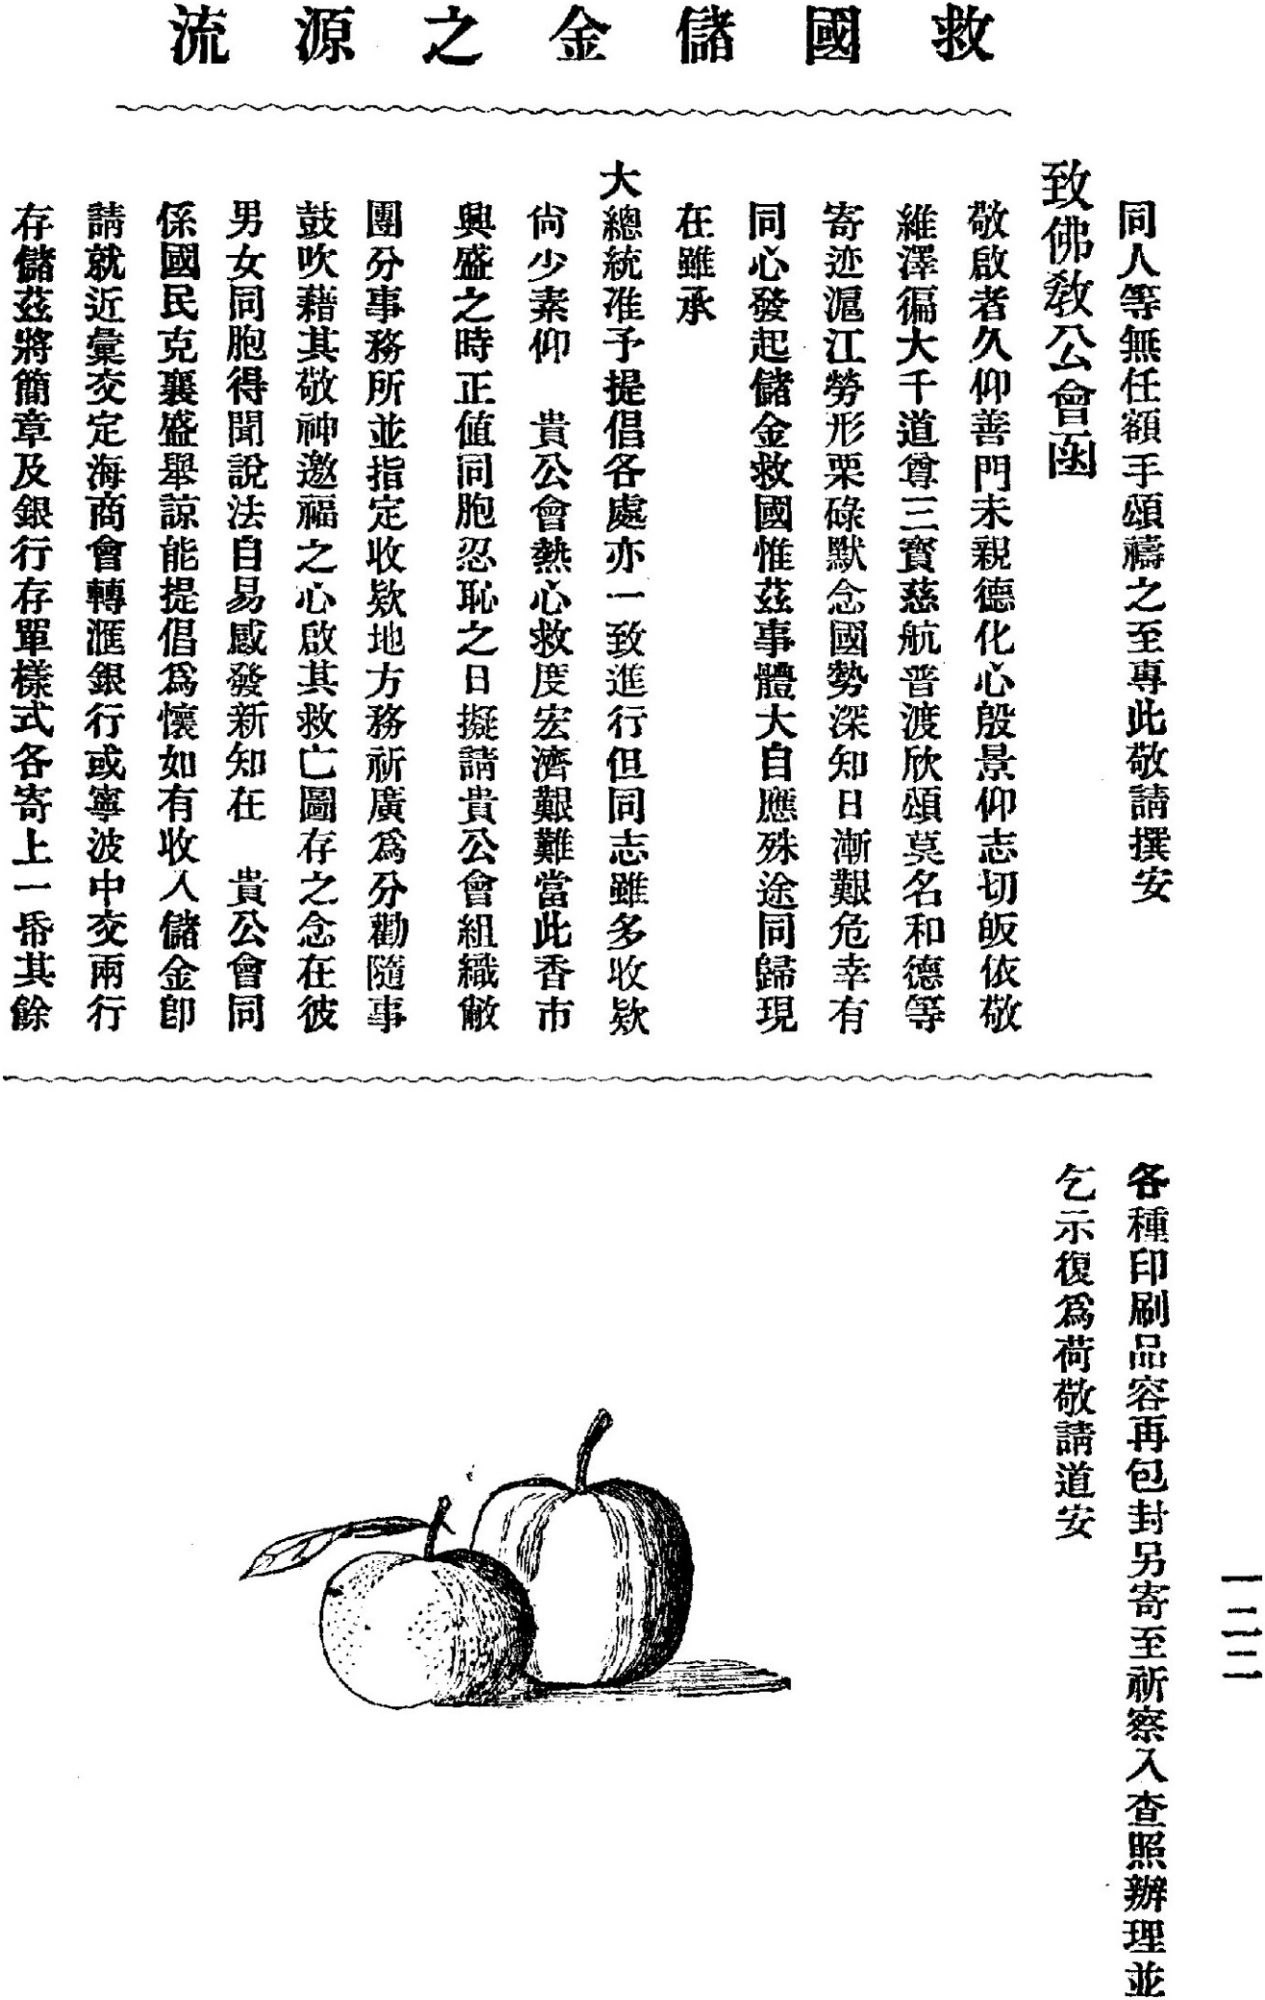 救國儲金之源流
同人等無任額手頌禱之至專此敬請撰安
致佛敎公會函
敬啟者久仰善門未親德化心殷景仰志切皈依敬
維澤徧大千道尊三寳慈航普渡欣頌莫名和德等
寄迹滬江勞形栗碌默念國勢深知日漸艱危幸有
同心發起儲金救國惟茲事體大自應殊途同歸現
在雖承
大總統准予提倡各處亦一致進行但同志雖多收欵
尙少素仰　貴公會熱心救度宏濟艱難當此香市
興盛之時正值同胞忍恥之日擬請貴公會組織敝
團分事務所並指定收欵地方務祈廣爲分勸隨事
鼓吹藉其敬神邀福之心啟其救亡圖存之念在彼
男女同胞得聞說法自易感發新知在　貴公會同
係國民克襄盛舉諒能提倡爲懷如有收入儲金卽
請就近彙交定海商會轉滙銀行或寧波中交兩行
存儲茲將簡章及銀行存單樣式各寄上一帋其餘
各種印刷品容再包封另寄至祈察入查照辦理並
乞示復爲荷敬請道安
一二二